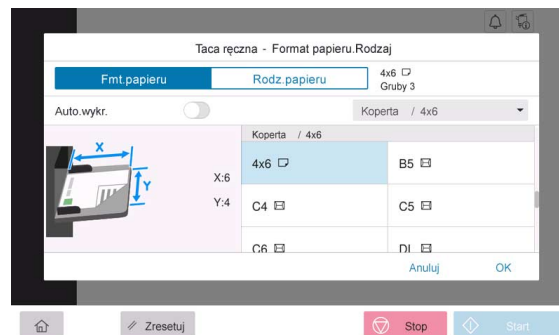 Taca ręczna - Format papieru.Rodzaj
Fmt.papieru
Rodz.papieru
4x6
Gruby 3
Auto.wykr.
Koperta / 4x6
Koperta / 4x6
X
Y
X:6
Y:4
4x6
B5
C4
C5
C6
DL
Anuluj
OK
Zresetuj
Stop
Start